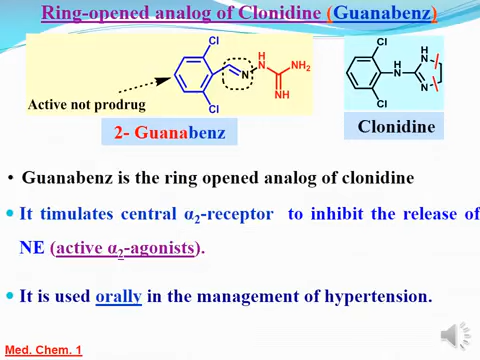 Ring-opened analog of Clonidine (Guanabenz)
Cl
N
H
N
NH₂
NH
Cl
Active not prodrug
2- Guanabenz
Cl
H
N
H
N
N
Cl
Clonidine
• Guanabenz is the ring opened analog of clonidine
• It timulates central α₂-receptor to inhibit the release of
NE (active α₂-agonists).
• It is used orally in the management of hypertension.
Med. Chem. 1